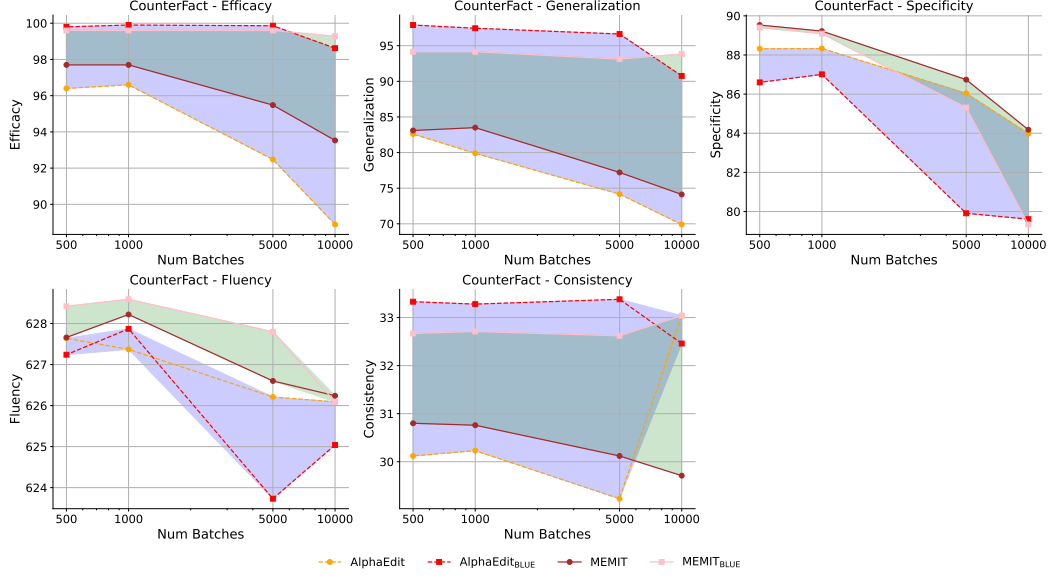 CounterFact - Efficacy
100
98
96
94
92
90
500
1000
5000
10000
Efficacy
Num Batches
CounterFact - Generalization
95
90
85
80
75
70
500
1000
5000
10000
Generalization
Num Batches
CounterFact - Specificity
90
88
86
84
82
80
500
1000
5000
10000
Specificity
Num Batches
CounterFact - Fluency
628
627
626
625
624
500
1000
5000
10000
Fluency
Num Batches
CounterFact - Consistency
33
32
31
30
500
1000
5000
10000
Consistency
Num Batches
AlphaEdit
AlphaEdit_BLUE
MEMIT
MEMIT_BLUE